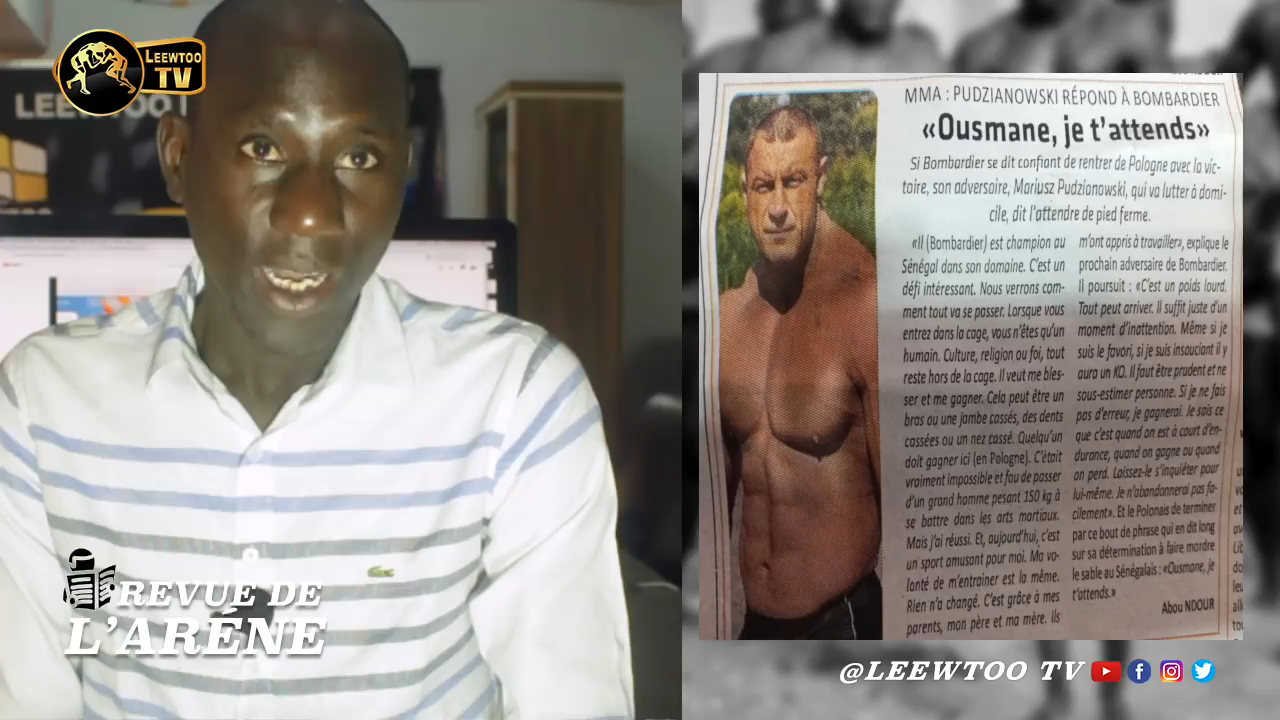 LEEWTOO
TV
LEEWTOO
REVUE DE
L'ARÉNE
MMA : PUDZIANOWSKI RÉPOND À BOMBARDIER
«Ousmane, je t'attends»
Si Bombardier se dit confiant de rentrer de Pologne avec la vic-
toire, son adversaire, Mariusz Pudzianowski, qui va lutter à domi-
cile, dit l'attendre de pied ferme.
«Il (Bombardier) est champion au
Sénégal dans son domaine. C'est un
défi intéressant. Nous verrons com-
ment tout va se passer. Lorsque vous
entrez dans la cage, vous n'êtes qu'un
humain. Culture, religion ou foi, tout
reste hors de la cage. Il veut me bles-
ser et me gagner. Cela peut être un
bras ou une jambe cassés, des dents
cassées ou un nez cassé. Quelqu'un
doit gagner ici (en Pologne). C'était
vraiment impossible et fou de passer
d'un grand homme pesant 150 kg à
se battre dans les arts martiaux.
Mais j'ai réussi. Et, aujourd'hui, c'est
un sport amusant pour moi. Ma vo-
lonté de m'entrainer est la même.
Rien n'a changé. C'est grâce à mes
parents, mon père et ma mère. Ils
m'ont appris à travailler», explique le
prochain adversaire de Bombardier.
Il poursuit : «C'est un poids lourd.
Tout peut arriver. Il suffit juste d'un
moment d'inattention. Même si je
suis le favori, si je suis insouciant il y
aura un KO. Il faut être prudent et ne
sous-estimer personne. Si je ne fais
pas d'erreur, je gagnerai. Je sais ce
que c'est quand on est à court d'en-
durance, quand on gagne ou quand
on perd. Laissez-le s'inquiéter pour
lui-même. Je n'abandonnerai pas fa-
cilement». Et le Polonais de terminer
par ce bout de phrase qui en dit long
sur sa détermination à faire mordre
le sable au Sénégalais : «Ousmane, je
t'attends.»
Abou NDOUR
@LEEWTOO TV